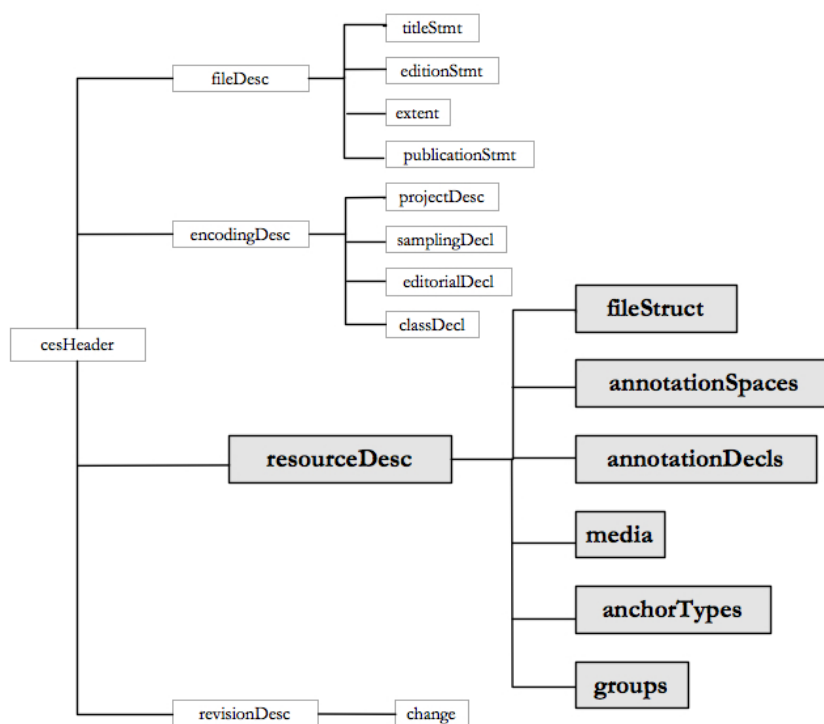 titleStmt
fileDesc
editionStmt
extent
publicationStmt
projectDesc
encodingDesc
samplingDecl
editorialDecl
classDecl
cesHeader
fileStruct
annotationSpaces
resourceDesc
annotationDecls
media
anchorTypes
groups
revisionDesc
change